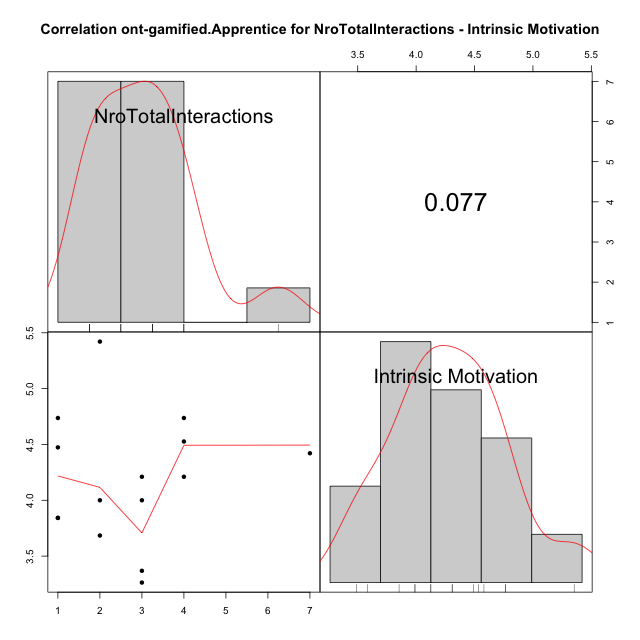 Correlation ont-gamified.Apprentice for NroTotalInteractions - Intrinsic Motivation
3.5 4.0 4.5 5.0 5.5
NroTotalInteractions
0.077
7
6
5
4
3
2
1
5.5
5.0
4.5
4.0
3.5
Intrinsic Motivation
1 2 3 4 5 6 7